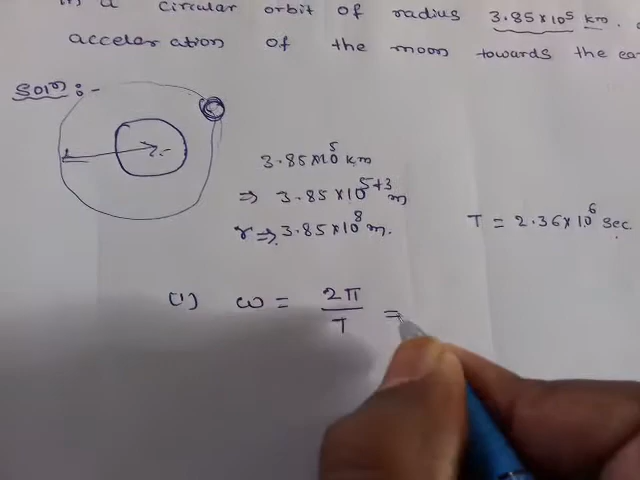 a circular orbit of radius 3.85×10⁵ km.
acceleration of the moon towards the ea
Soln :-
3.85×10⁵ km
⇒ 3.85×10⁵⁺³ m
r ⇒ 3.85×10⁸ m.
T = 2.36×10⁶ sec
(1) ω = 2π/T =